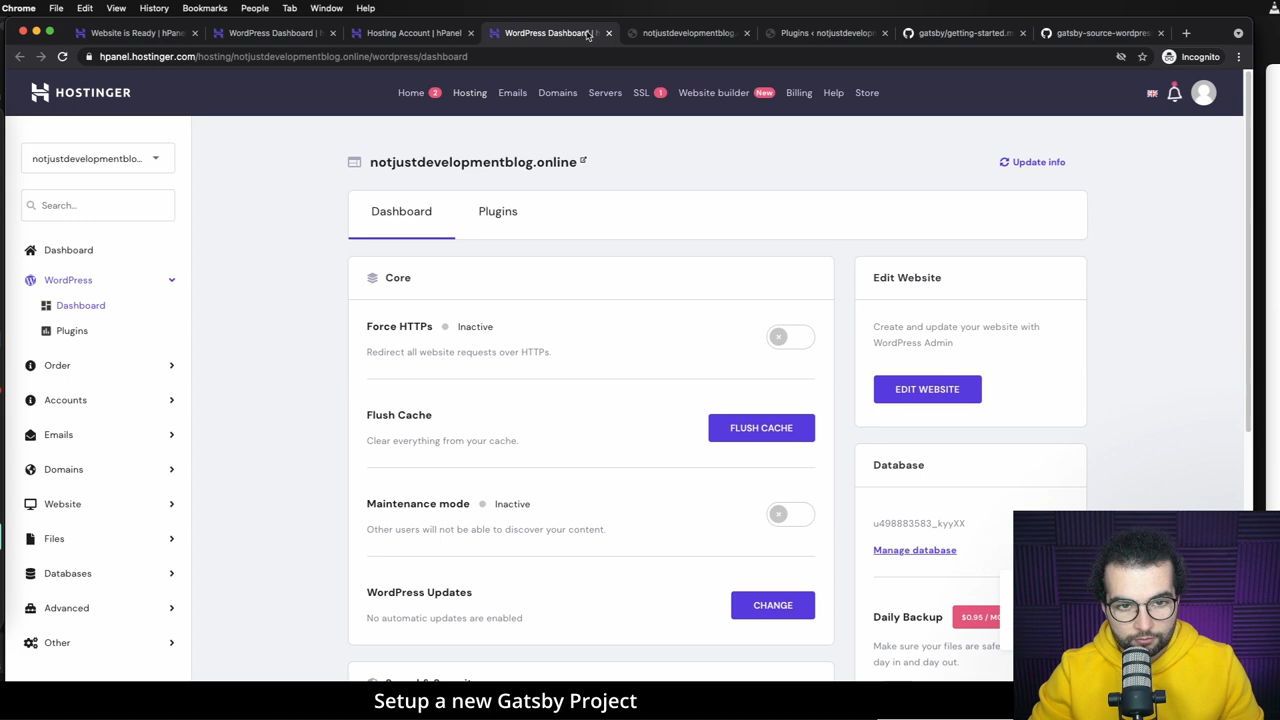 Chrome File Edit View History Bookmarks People Tab Window Help
Website is Ready | hPanel
WordPress Dashboard | h
Hosting Account | hPanel
WordPress Dashboard | h
notjustdevelopmentblog.
Plugins ‹ notjustdevelopm
gatsby/getting-started.m
gatsby-source-wordpress
hpanel.hostinger.com/hosting/notjustdevelopmentblog.online/wordpress/dashboard
Incognito
HOSTINGER
Home 2 Hosting Emails Domains Servers SSL 1 Website builder New Billing Help Store
notjustdevelopmentblo...
Search...
Dashboard
WordPress
Dashboard
Plugins
Order
Accounts
Emails
Domains
Website
Files
Databases
Advanced
Other
notjustdevelopmentblog.online
Update info
Dashboard Plugins
Core
Force HTTPs Inactive
Redirect all website requests over HTTPs.
Flush Cache
Clear everything from your cache.
FLUSH CACHE
Maintenance mode Inactive
Other users will not be able to discover your content.
WordPress Updates
No automatic updates are enabled
CHANGE
Edit Website
Create and update your website with
WordPress Admin
EDIT WEBSITE
Database
u498883583_kyyXX
Manage database
Daily Backup $0.95 /
Make sure your files are safe
day in and day out.
Setup a new Gatsby Project